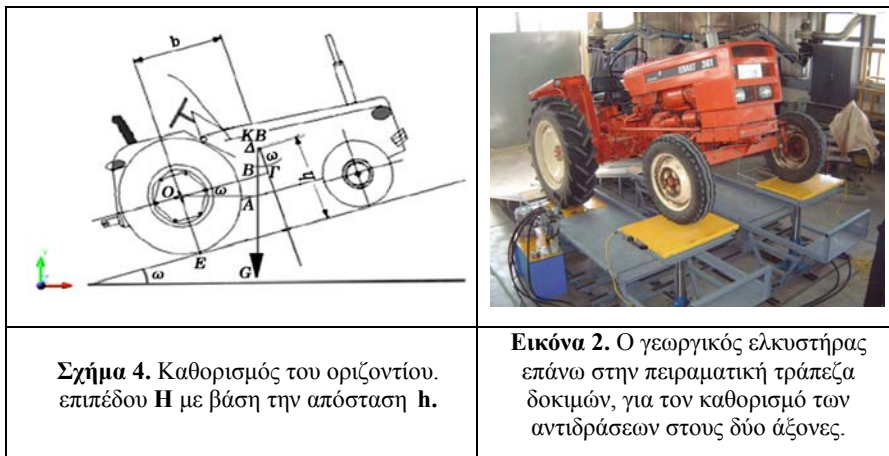 b
KB
Δ
ω
B
Γ
h
O
ω
A
E
ω
G
RENAULT 301
Σχήμα 4. Καθορισμός του οριζοντίου.
επιπέδου Η με βάση την απόσταση h.
Εικόνα 2. Ο γεωργικός ελκυστήρας
επάνω στην πειραματική τράπεζα
δοκιμών, για τον καθορισμό των
αντιδράσεων στους δύο άξονες.